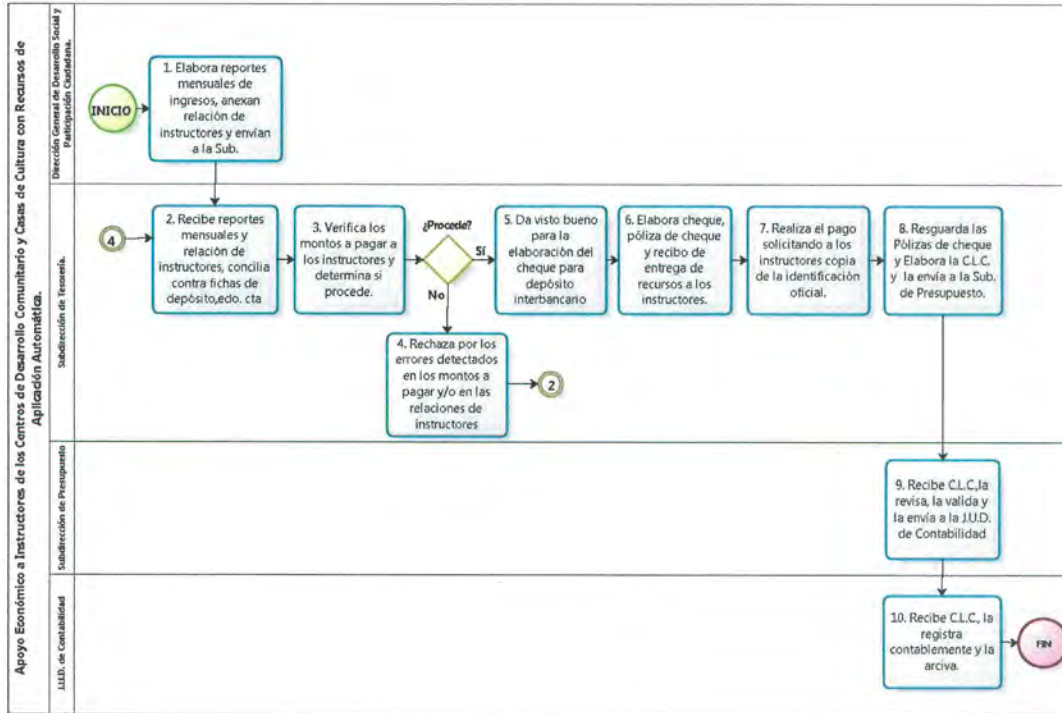 Apoyo Económico a Instructores de los Centros de Desarrollo Comunitario y Casas de Cultura con Recursos de
Aplicación Automática.
Dirección General de Desarrollo Social y
Participación Ciudadana.
INICIO
1. Elabora reportes
mensuales de
ingresos, anexan
relación de
instructores y envían
a la Sub.
Subdirección de Tesorería.
4
2. Recibe reportes
mensuales y
relación de
instructores, concilia
contra fichas de
depósito,edo. cta
3. Verifica los
montos a pagar a
los instructores y
determina si
procede.
¿Procede?
Sí
No
4. Rechaza por los
errores detectados
en los montos a
pagar y/o en las
relaciones de
instructores
2
5. Da visto bueno
para la
elaboración del
cheque para
depósito
interbancario
6. Elabora cheque,
póliza de cheque
y recibo de
entrega de
recursos a los
instructores.
7. Realiza el pago
solicitando a los
instructores copia
de la identificación
oficial.
8. Resguarda las
Pólizas de cheque
y Elabora la C.L.C.
y la envía a la Sub.
de Presupuesto.
Subdirección de Presupuesto
9. Recibe C.L.C.,la
revisa, la valida y
la envía a la J.U.D.
de Contabilidad
J.U.D. de Contabilidad
10. Recibe C.L.C., la
registra
contablemente y la
arciva.
FIN